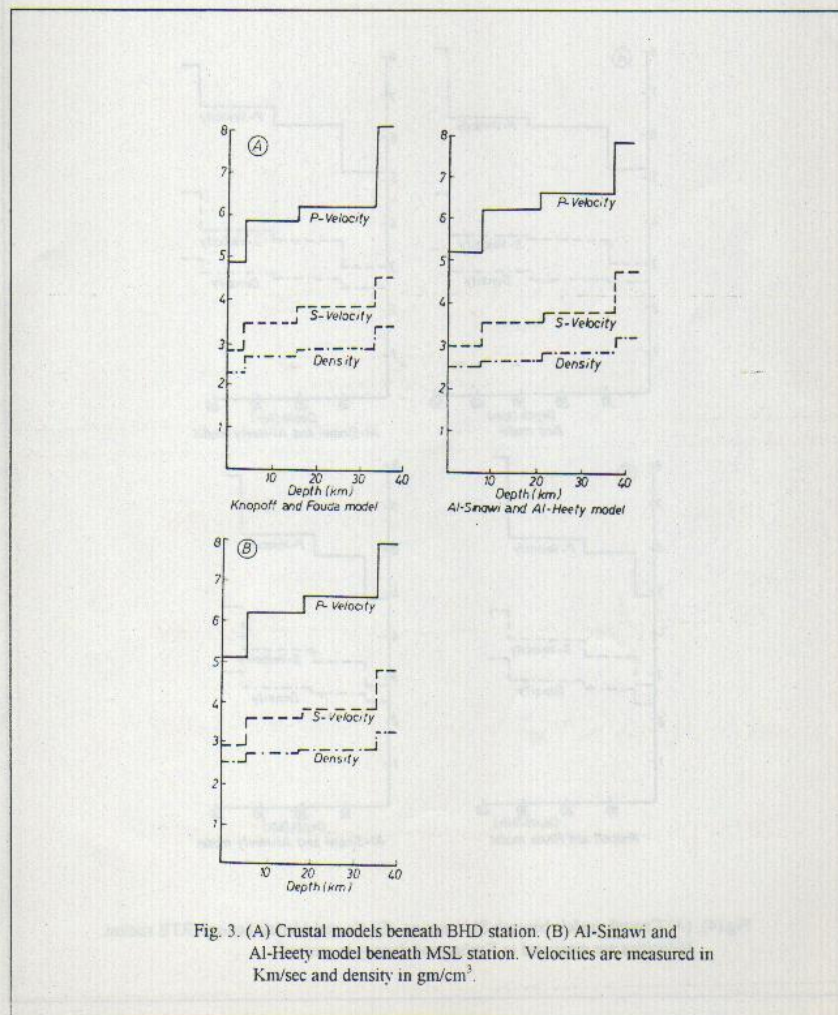 A
8
7
6
5
4
3
2
1
P-Velocity
S-Velocity
Density
10 20 30 40
Depth (km)
Knopoff and Fouda model
8
7
6
5
4
3
2
1
P-Velocity
S-Velocity
Density
10 20 30 40
Depth (km)
Al-Sinawi and Al-Heety model
B
8
7
6
5
4
3
2
1
P-Velocity
S-Velocity
Density
10 20 30 40
Depth (km)
Fig. 3. (A) Crustal models beneath BHD station. (B) Al-Sinawi and
Al-Heety model beneath MSL station. Velocities are measured in
Km/sec and density in gm/cm³.